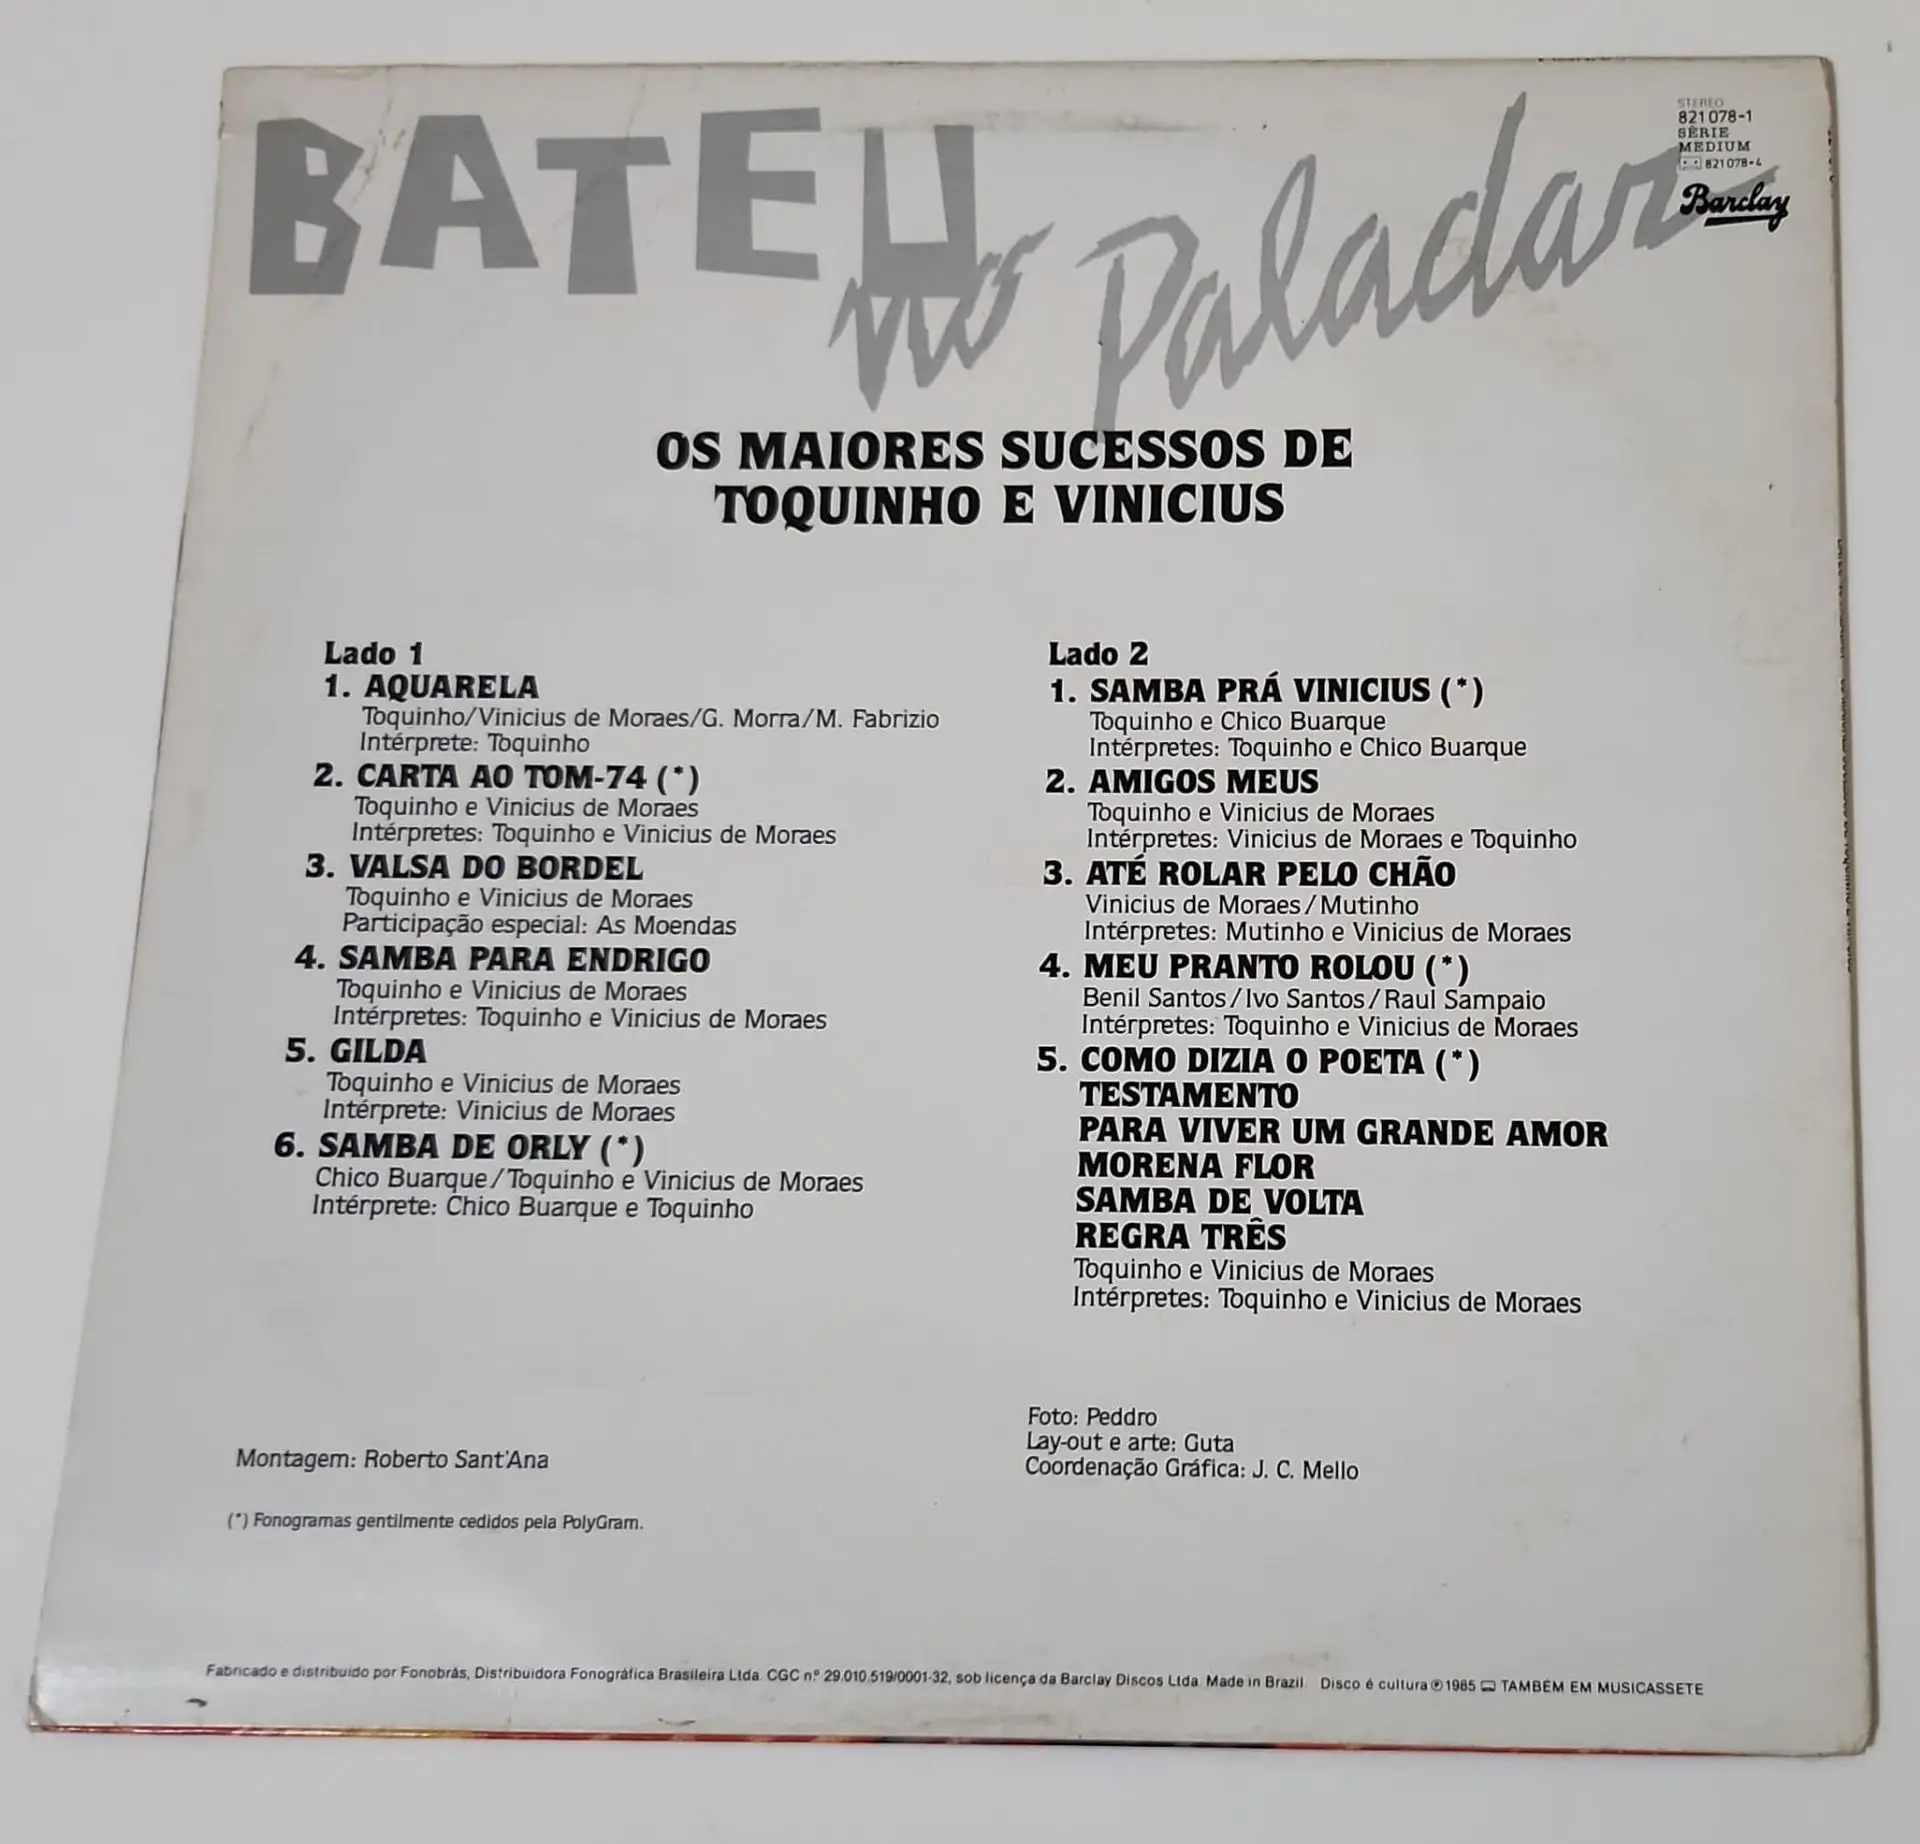 BATEU
no Paladar
STEREO
821 078-1
SÉRIE
MEDIUM
821 078-4
Barclay
OS MAIORES SUCESSOS DE
TOQUINHO E VINICIUS
Lado 1
1. AQUARELA
Toquinho/Vinicius de Moraes/G. Morra/M. Fabrizio
Intérprete: Toquinho
2. CARTA AO TOM-74 (*)
Toquinho e Vinicius de Moraes
Intérpretes: Toquinho e Vinicius de Moraes
3. VALSA DO BORDEL
Toquinho e Vinicius de Moraes
Participação especial: As Moendas
4. SAMBA PARA ENDRIGO
Toquinho e Vinicius de Moraes
Intérpretes: Toquinho e Vinicius de Moraes
5. GILDA
Toquinho e Vinicius de Moraes
Intérprete: Vinicius de Moraes
6. SAMBA DE ORLY (*)
Chico Buarque/Toquinho e Vinicius de Moraes
Intérprete: Chico Buarque e Toquinho
Lado 2
1. SAMBA PRÁ VINICIUS (*)
Toquinho e Chico Buarque
Intérpretes: Toquinho e Chico Buarque
2. AMIGOS MEUS
Toquinho e Vinicius de Moraes
Intérpretes: Vinicius de Moraes e Toquinho
3. ATÉ ROLAR PELO CHÃO
Vinicius de Moraes/Mutinho
Intérpretes: Mutinho e Vinicius de Moraes
4. MEU PRANTO ROLOU (*)
Benil Santos/Ivo Santos/Raul Sampaio
Intérpretes: Toquinho e Vinicius de Moraes
5. COMO DIZIA O POETA (*)
TESTAMENTO
PARA VIVER UM GRANDE AMOR
MORENA FLOR
SAMBA DE VOLTA
REGRA TRÊS
Toquinho e Vinicius de Moraes
Intérpretes: Toquinho e Vinicius de Moraes
Montagem: Roberto Sant'Ana
(*) Fonogramas gentilmente cedidos pela PolyGram.
Foto: Peddro
Lay-out e arte: Guta
Coordenação Gráfica: J. C. Mello
Fabricado e distribuído por Fonobrás, Distribuidora Fonográfica Brasileira Ltda. CGC nº 29.010.519/0001-32, sob licença da Barclay Discos Ltda. Made in Brazil. Disco é cultura ℗ 1985 TAMBÉM EM MUSICASSETE